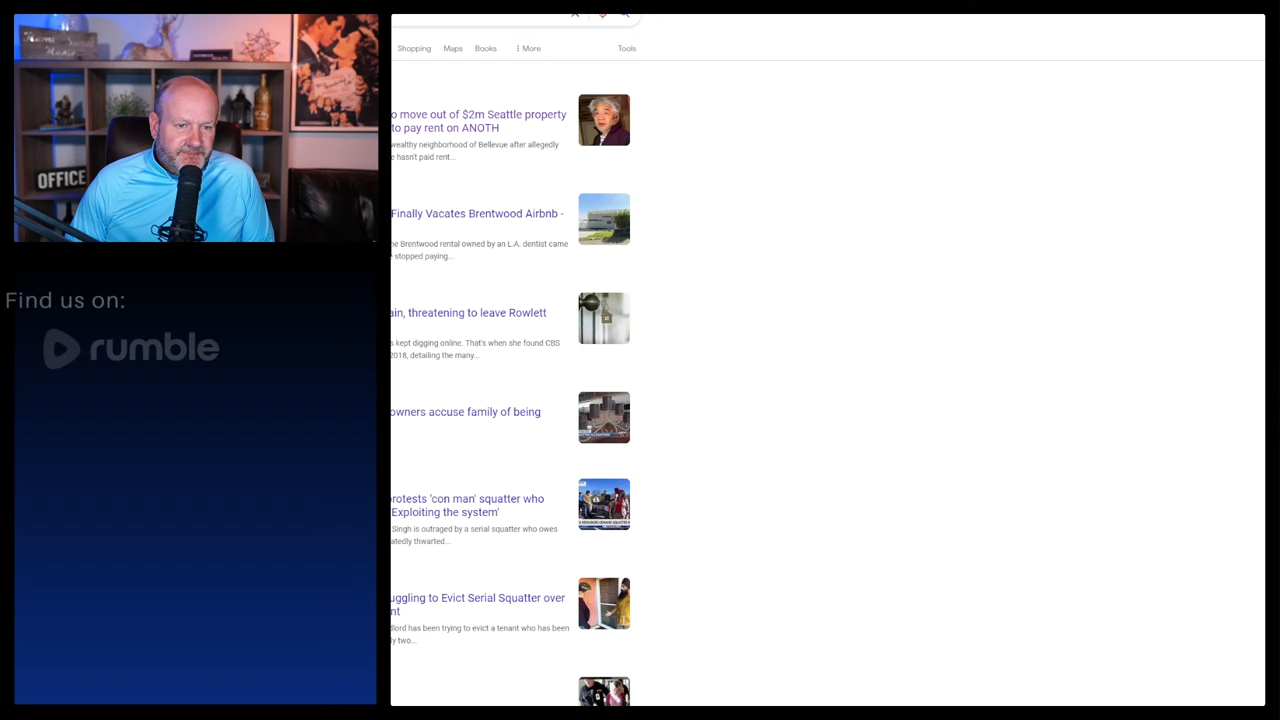 OFFICE
Find us on:
rumble
Shopping
Maps
Books
More
Tools
o move out of $2m Seattle property
to pay rent on ANOTH
wealthy neighborhood of Bellevue after allegedly
e hasn't paid rent...
Finally Vacates Brentwood Airbnb -
he Brentwood rental owned by an L.A. dentist came
e stopped paying...
ain, threatening to leave Rowlett
s kept digging online. That's when she found CBS
2018, detailing the many...
owners accuse family of being
protests 'con man' squatter who
Exploiting the system'
Singh is outraged by a serial squatter who owes
atedly thwarted...
uggling to Evict Serial Squatter over
nt
dlord has been trying to evict a tenant who has been
ly two...